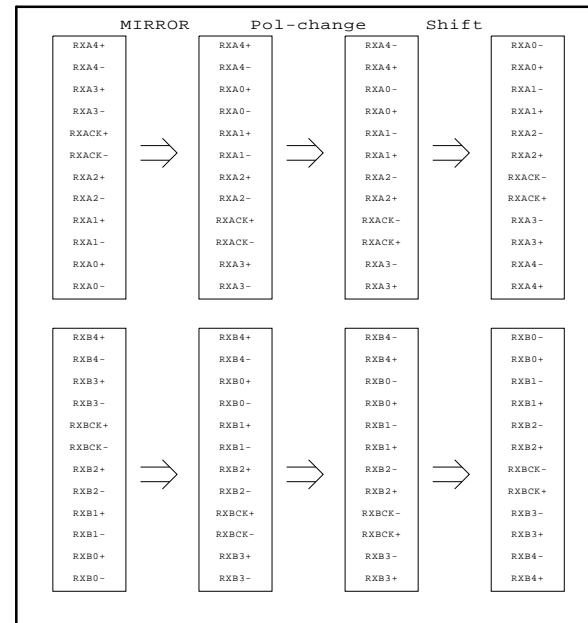 MIRROR Pol-change Shift
RXA4+ RXA4+ RXA4- RXA0-
RXA4- RXA4- RXA4+ RXA0+
RXA3+ RXA0+ RXA0- RXA1-
RXA3- RXA0- RXA0+ RXA1+
RXACK+ RXA1+ RXA1- RXA2-
RXACK- RXA1- RXA1+ RXA2+
RXA2+ RXA2+ RXA2- RXACK-
RXA2- RXA2- RXA2+ RXACK+
RXA1+ RXACK+ RXACK- RXA3-
RXA1- RXACK- RXACK+ RXA3+
RXA0+ RXA3+ RXA3- RXA4-
RXA0- RXA3- RXA3+ RXA4+
RXB4+ RXB4+ RXB4- RXB0-
RXB4- RXB4- RXB4+ RXB0+
RXB3+ RXB0+ RXB0- RXB1-
RXB3- RXB0- RXB0+ RXB1+
RXBCK+ RXB1+ RXB1- RXB2-
RXBCK- RXB1- RXB1+ RXB2+
RXB2+ RXB2+ RXB2- RXBCK-
RXB2- RXB2- RXB2+ RXBCK+
RXB1+ RXBCK+ RXBCK- RXB3-
RXB1- RXBCK- RXBCK+ RXB3+
RXB0+ RXB3+ RXB3- RXB4-
RXB0- RXB3- RXB3+ RXB4+